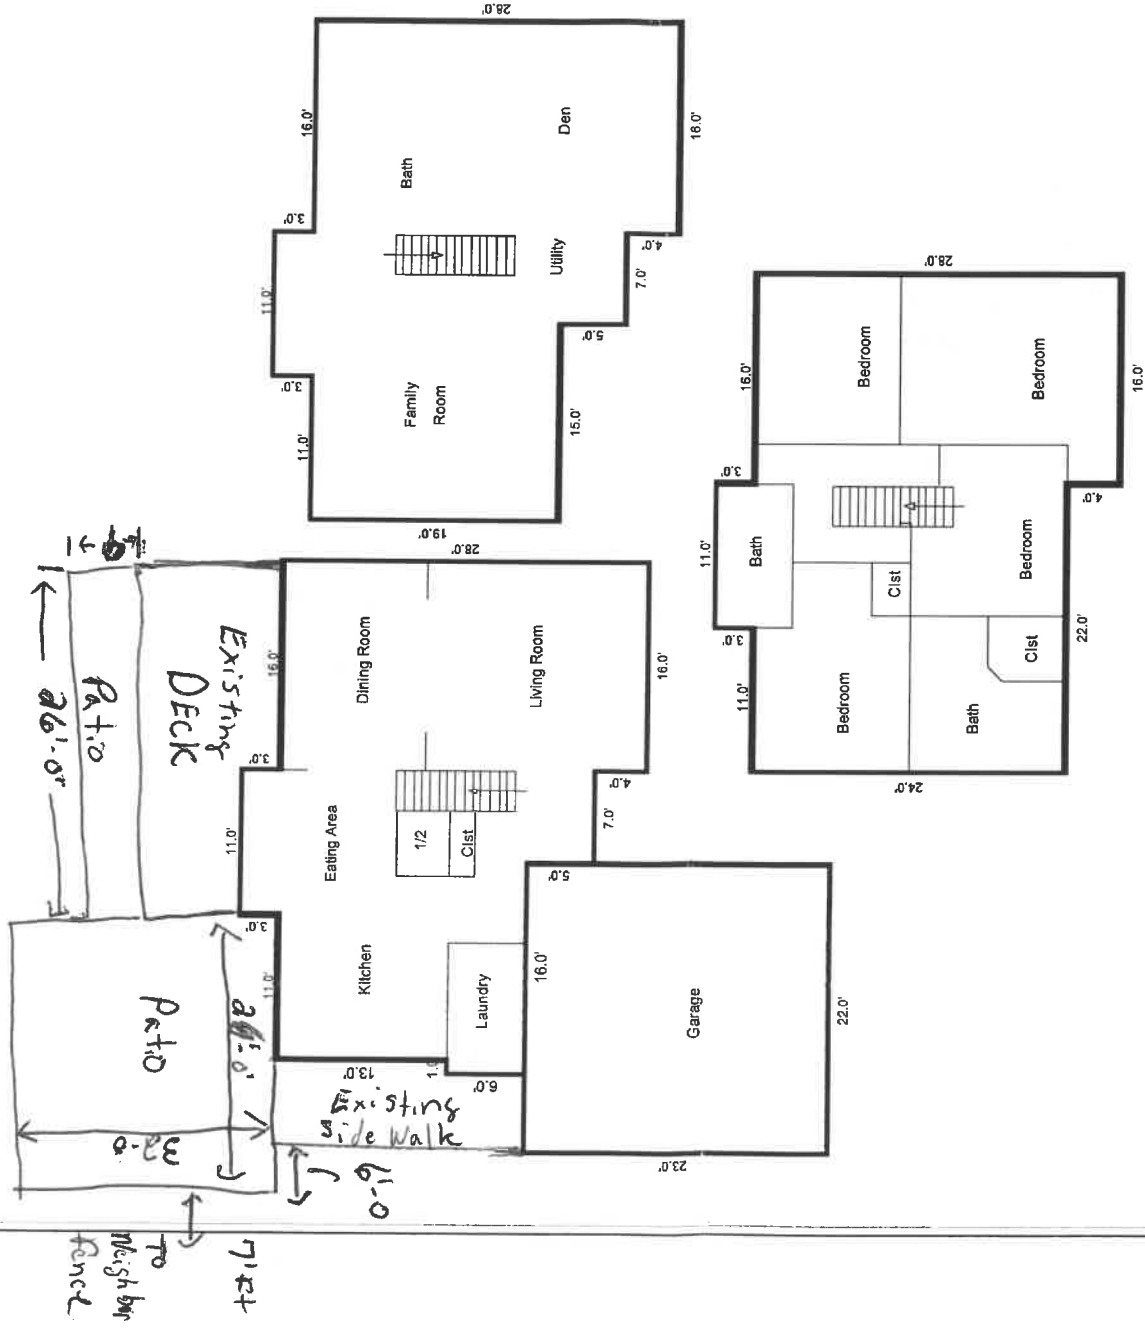 28.0'
16.0'
Den
16.0'
Bath
3.0'
Utility
4.0'
7.0'
11.0'
5.0'
3.0'
Family
Room
15.0'
11.0'
19.0'
28.0'
16.0'
Bedroom
Bedroom
16.0'
3.0'
4.0'
11.0'
Bath
Bedroom
Clst
22.0'
3.0'
Clst
11.0'
Bedroom
Bath
24.0'
28.0'
16.0'
Dining Room
Living Room
16.0'
3.0'
4.0'
7.0'
11.0'
Eating Area
1/2
Clst
5.0'
3.0'
11.0'
Kitchen
16.0'
Laundry
Garage
22.0'
13.0'
1.0'
6.0'
23.0'
Existing
DECK
Patio
26'-0"
Patio
32-0
Existing
Side Walk
6'-0
7' Ft
To
Neighbor
fence